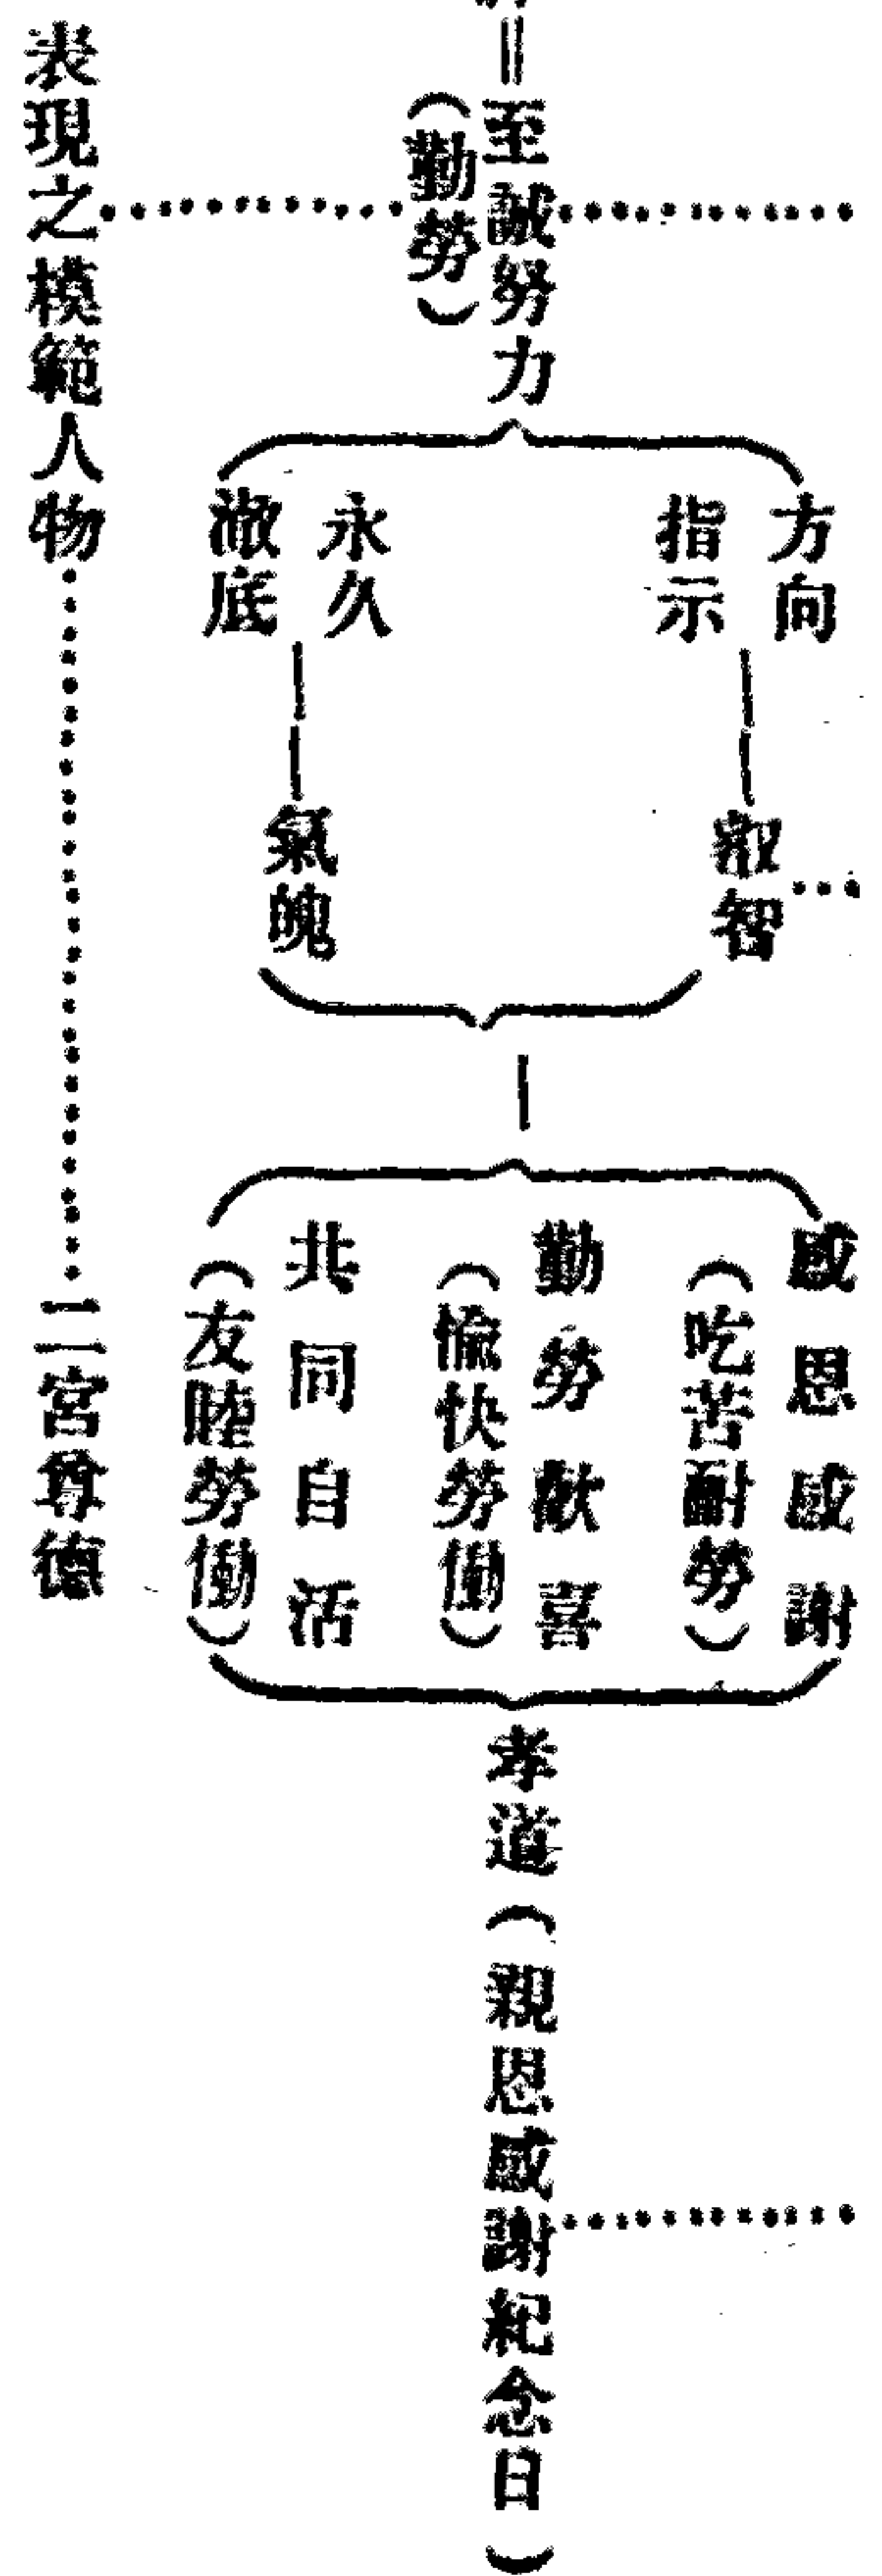 ＝至誠努力
（勤勞）
方向
指示
永久
澈底
叡智
氣魄
感恩感謝
（吃苦耐勞）
勤勞歡喜
（愉快勞働）
共同自活
（友睦勞働）
孝道（親恩感謝紀念日）
表現之模範人物
二宮尊德